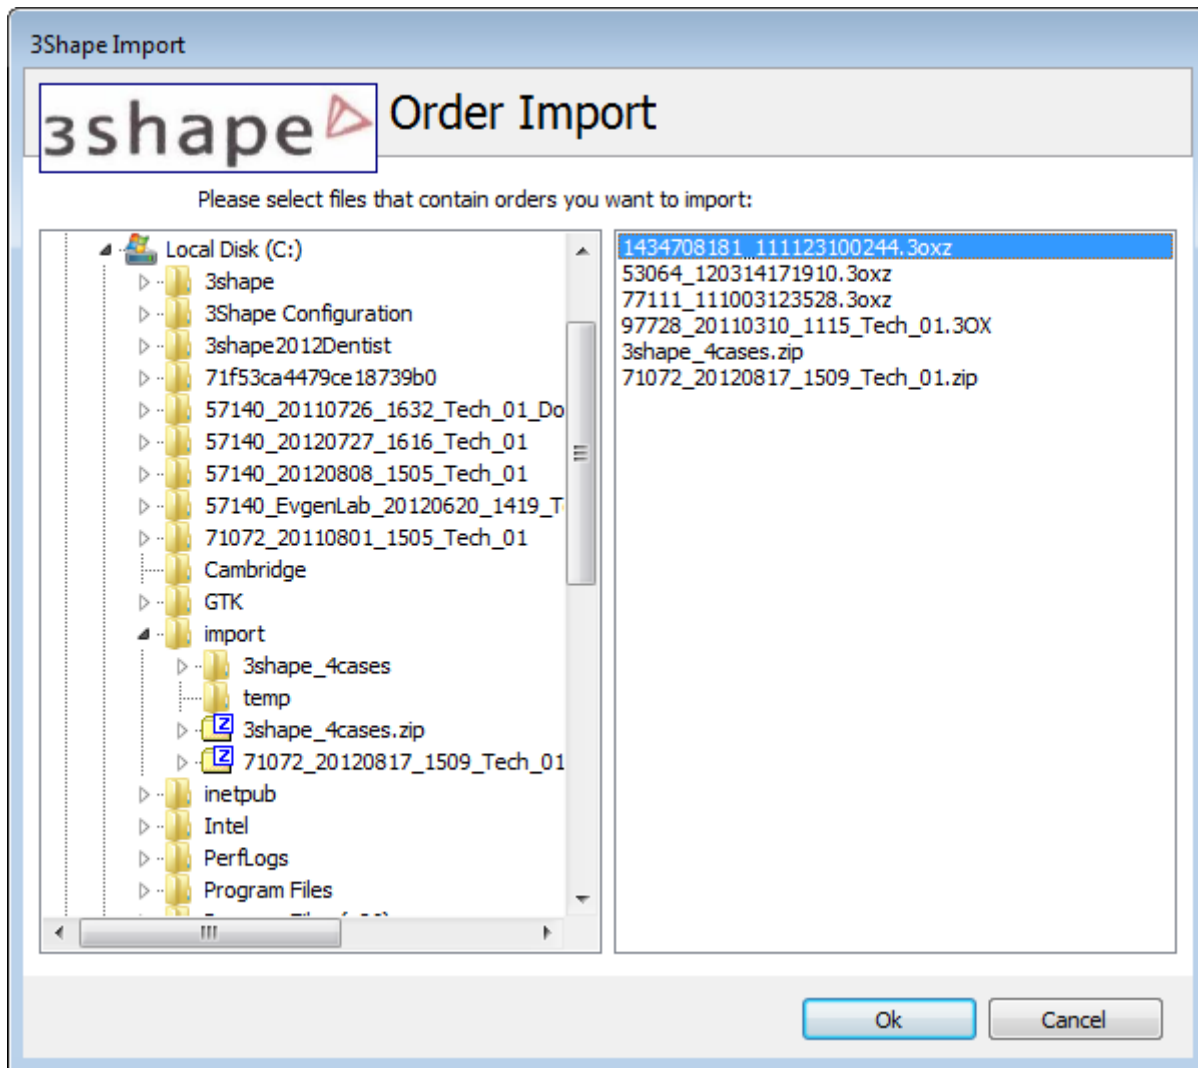 3Shape Import
3shape
Order Import
Please select files that contain orders you want to import:
Local Disk (C:)
3shape
3Shape Configuration
3shape2012Dentist
71f53ca4479ce18739b0
57140_20110726_1632_Tech_01_Do
57140_20120727_1616_Tech_01
57140_20120808_1505_Tech_01
57140_EvgenLab_20120620_1419_T
71072_20110801_1505_Tech_01
Cambridge
GTK
import
3shape_4cases
temp
3shape_4cases.zip
71072_20120817_1509_Tech_01
inetpub
Intel
PerfLogs
Program Files
1434708181_111123100244.3oxz
53064_120314171910.3oxz
77111_111003123528.3oxz
97728_20110310_1115_Tech_01.3OX
3shape_4cases.zip
71072_20120817_1509_Tech_01.zip
Ok
Cancel